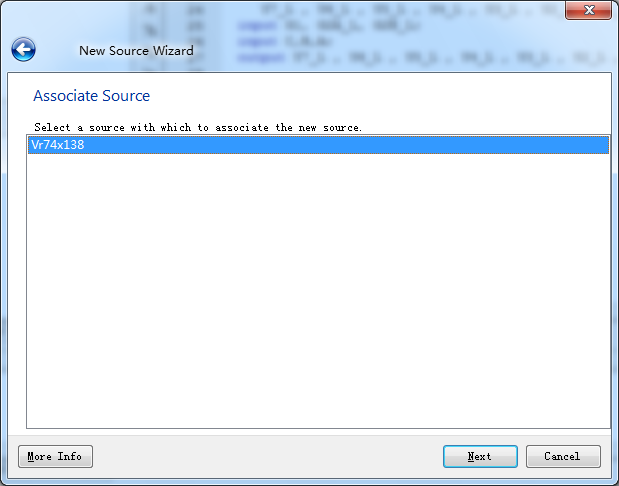 New Source Wizard
Associate Source
Select a source with which to associate the new source.
Vr74x138
More Info
Next
Cancel